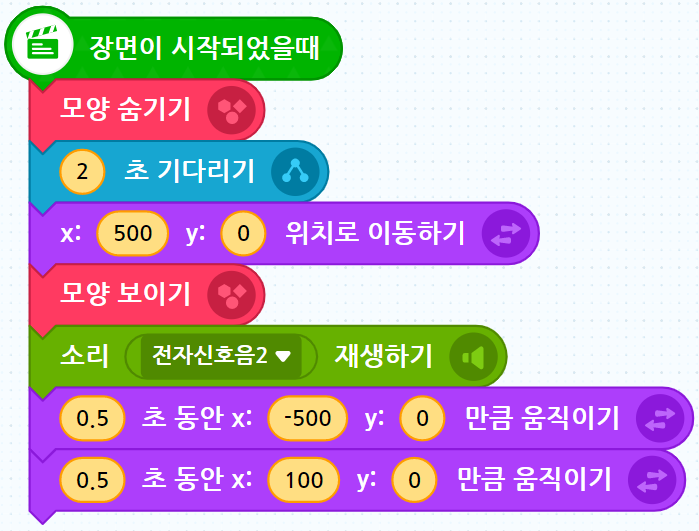 장면이 시작되었을때
모양 숨기기
2 초 기다리기
x: 500 y: 0 위치로 이동하기
모양 보이기
소리 전자신호음2 재생하기
0.5 초 동안 x: -500 y: 0 만큼 움직이기
0.5 초 동안 x: 100 y: 0 만큼 움직이기